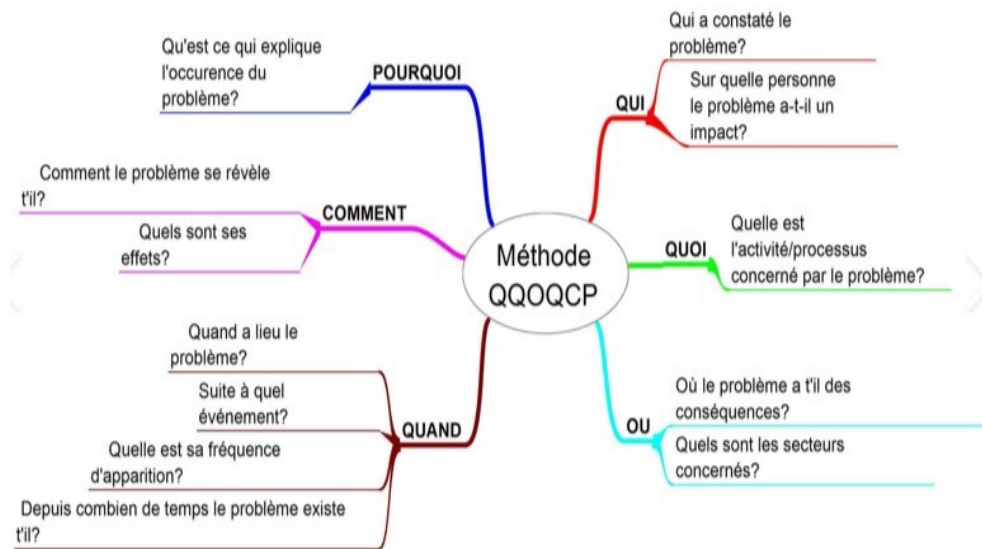 Méthode
QQOQCP
QUI
Qui a constaté le
problème?
Sur quelle personne
le problème a-t-il un
impact?
QUOI
Quelle est
l'activité/processus
concerné par le problème?
OU
Où le problème a t'il des
conséquences?
Quels sont les secteurs
concernés?
QUAND
Quand a lieu le
problème?
Suite à quel
événement?
Quelle est sa fréquence
d'apparition?
Depuis combien de temps le problème existe
t'il?
COMMENT
Comment le problème se révèle
t'il?
Quels sont ses
effets?
POURQUOI
Qu'est ce qui explique
l'occurence du
problème?